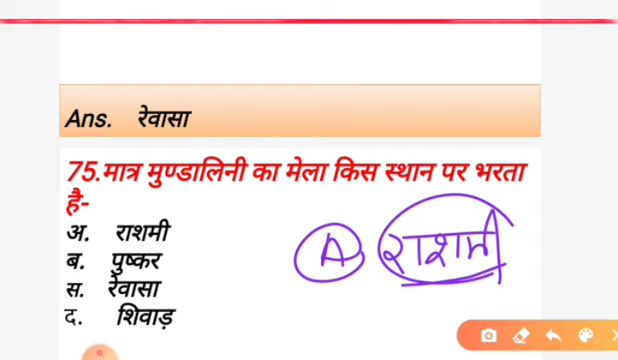 Ans. रेवासा
75.मात्र मुण्डालिनी का मेला किस स्थान पर भरता
है-
अ. राशमी
ब. पुष्कर
स. रेवासा
द. शिवाड़
A राशमी